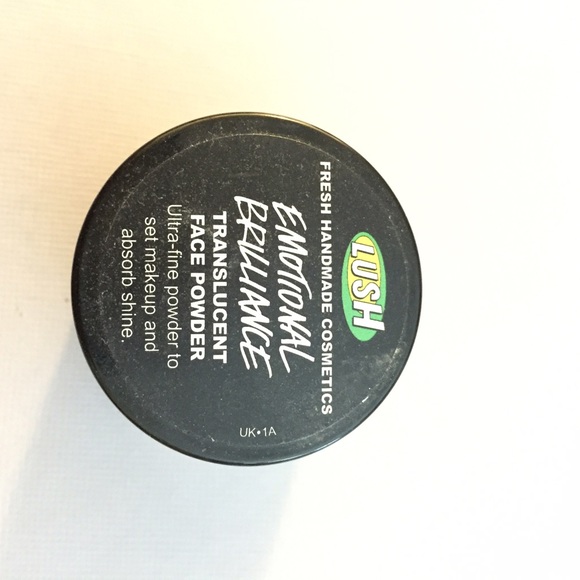 LUSH
FRESH HANDMADE COSMETICS
EMOTIONAL
BRILLIANCE
TRANSLUCENT
FACE POWDER
Ultra-fine powder to
set makeup and
absorb shine.
UK•1A